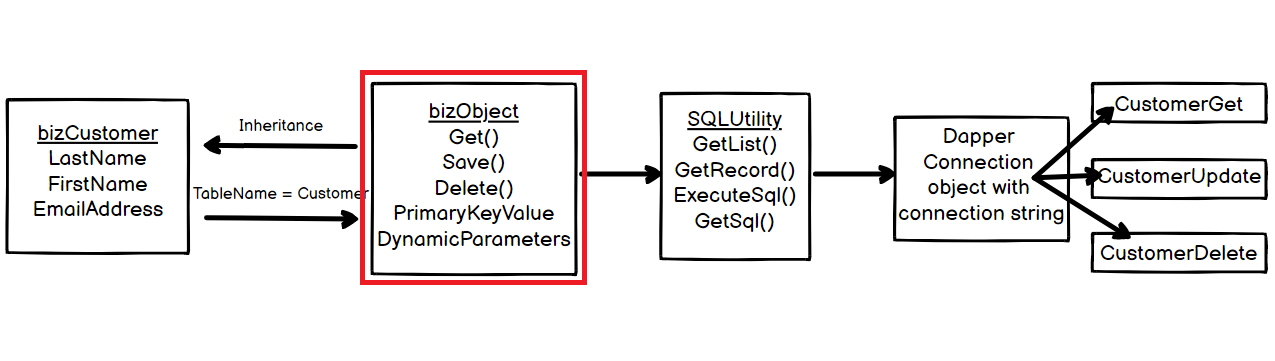 bizCustomer
LastName
FirstName
EmailAddress
Inheritance
TableName = Customer
bizObject
Get()
Save()
Delete()
PrimaryKeyValue
DynamicParameters
SQLUtility
GetList()
GetRecord()
ExecuteSql()
GetSql()
Dapper
Connection
object with
connection string
CustomerGet
CustomerUpdate
CustomerDelete